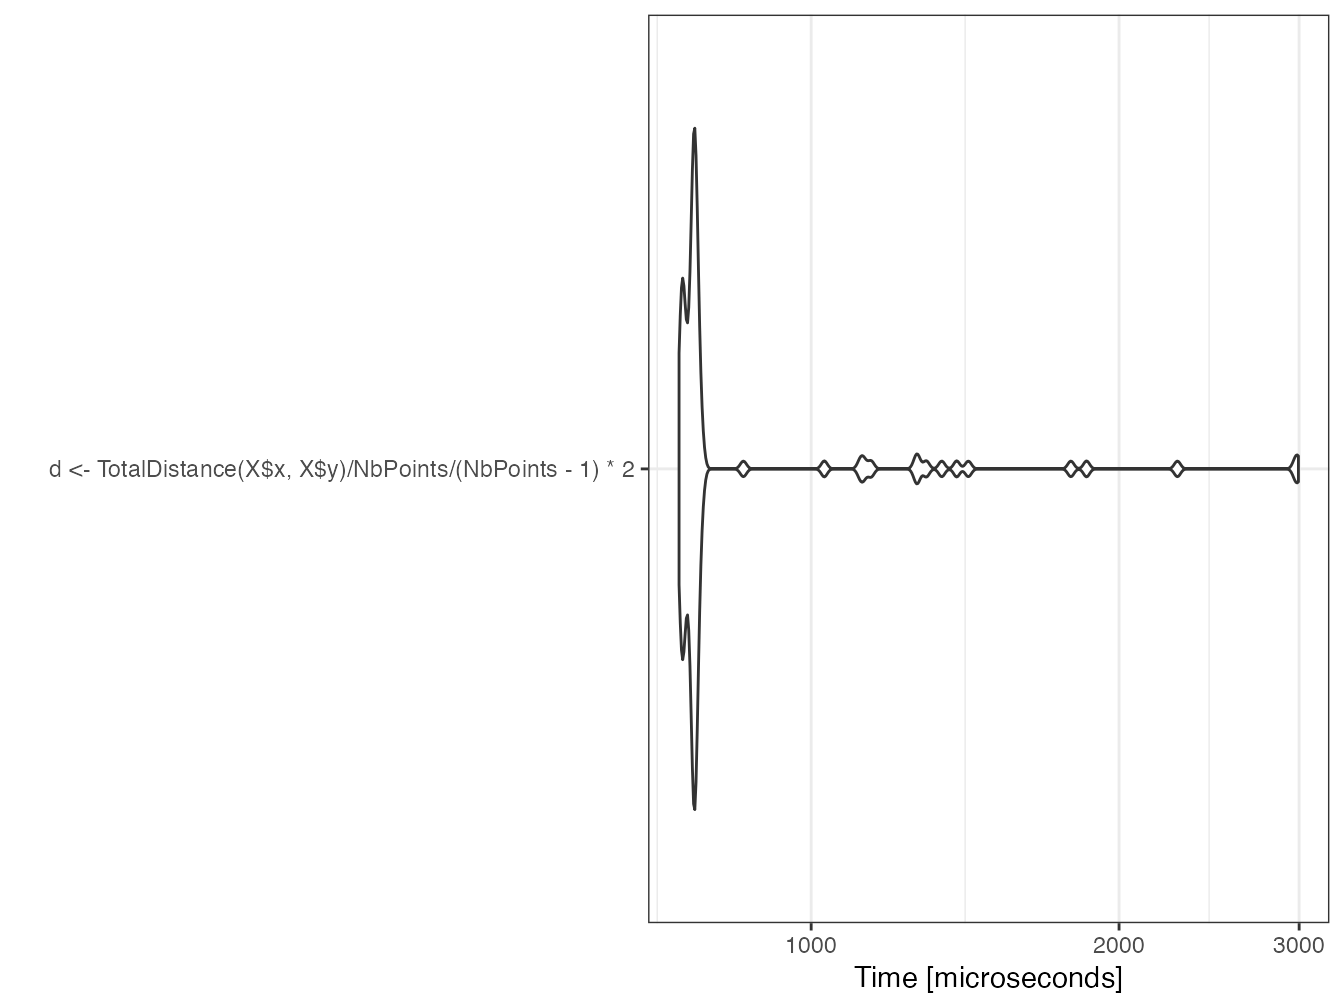 d <- TotalDistance(X$x, X$y)/NbPoints/(NbPoints - 1) * 2
1000 2000 3000
Time [microseconds]